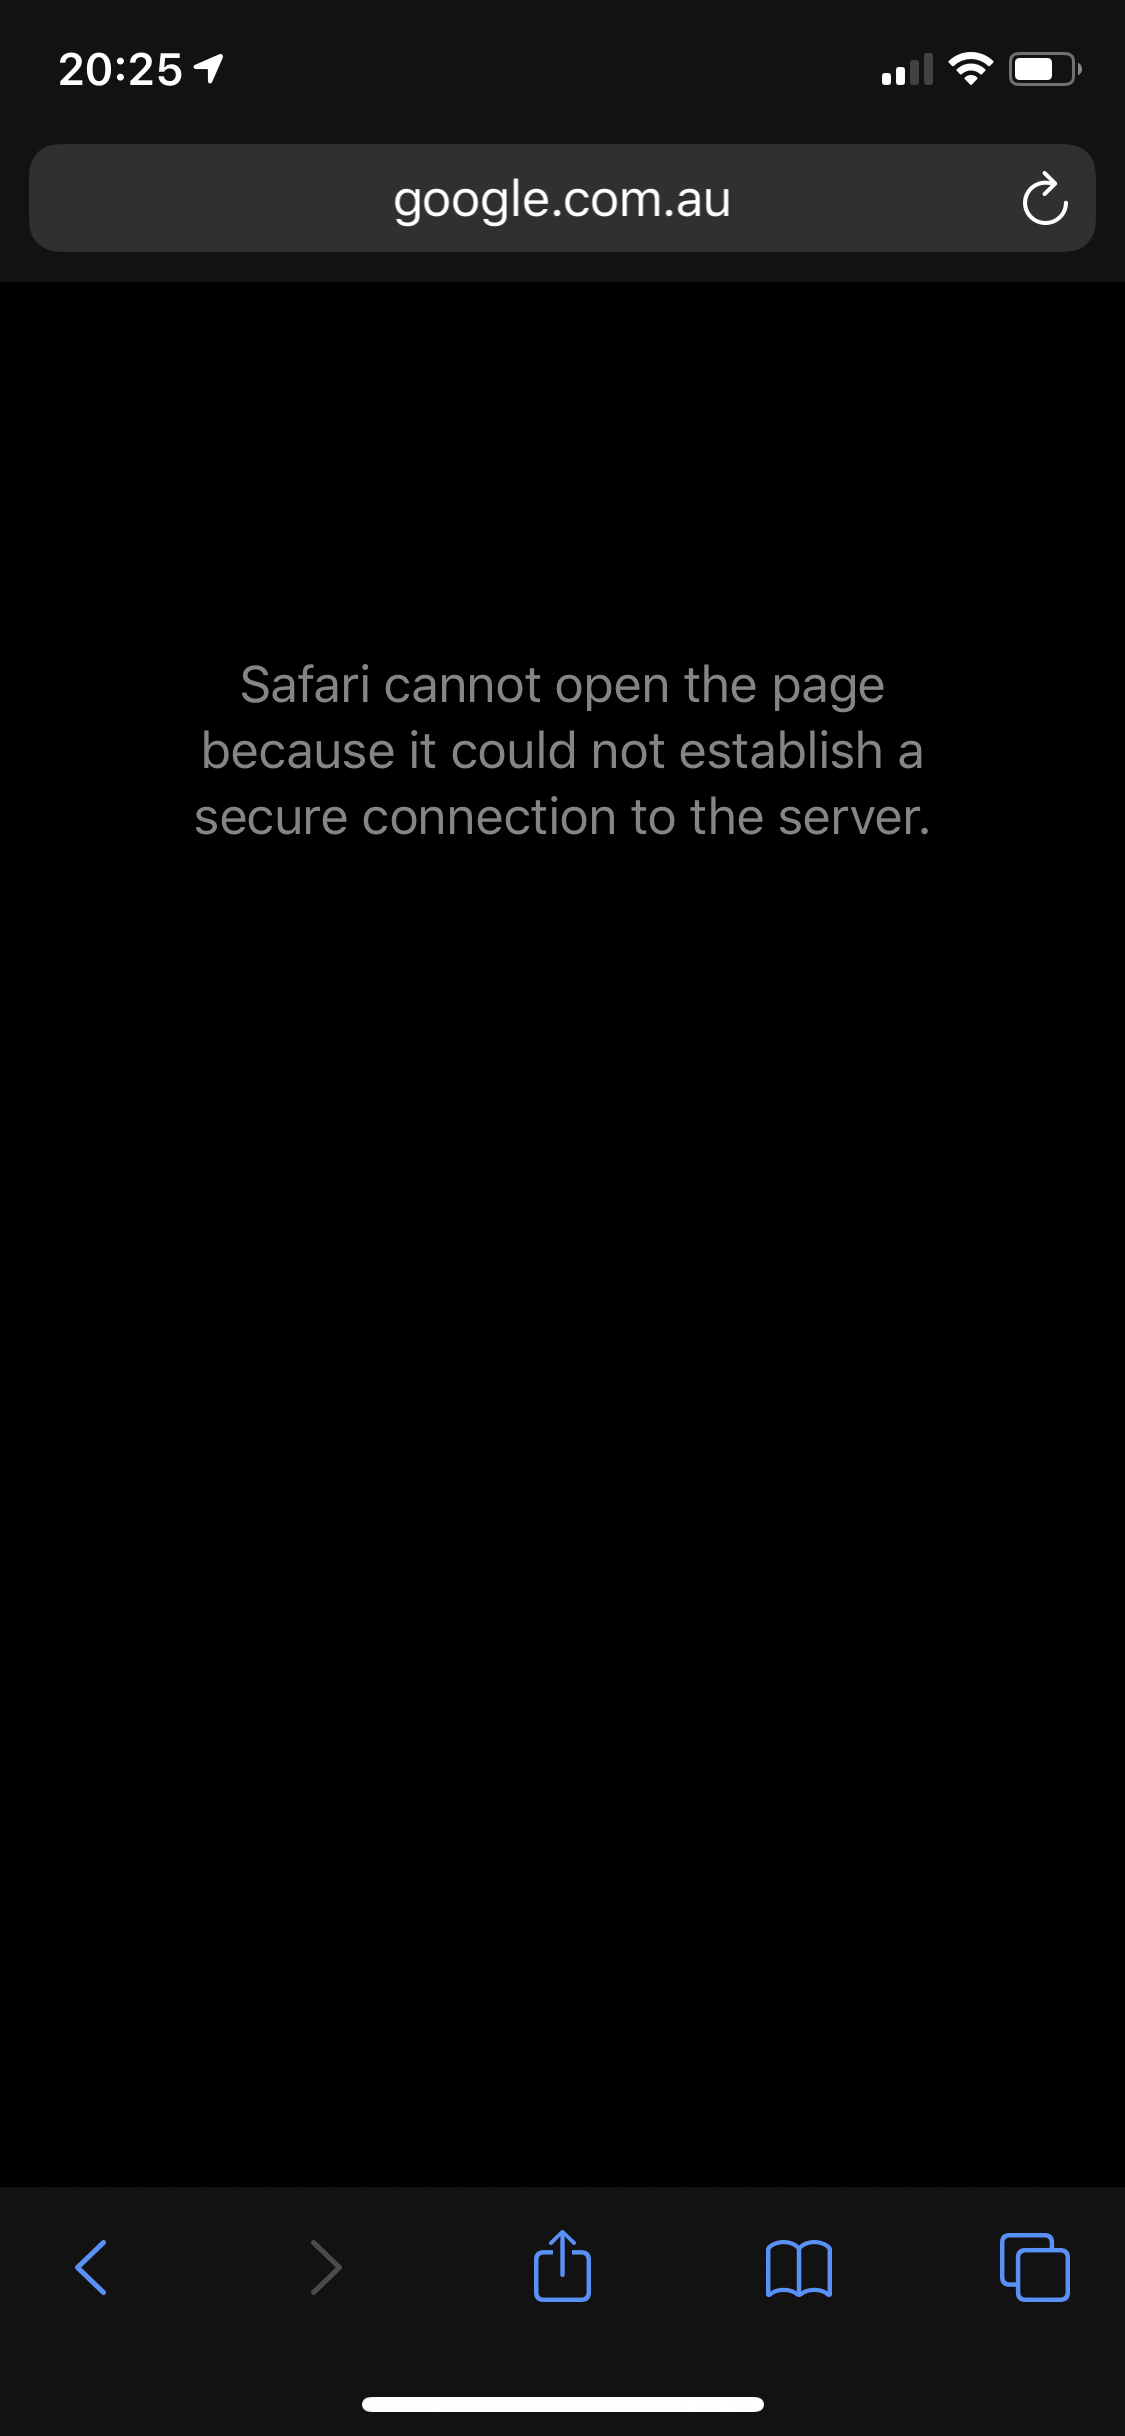 20:25
google.com.au
Safari cannot open the page
because it could not establish a
secure connection to the server.